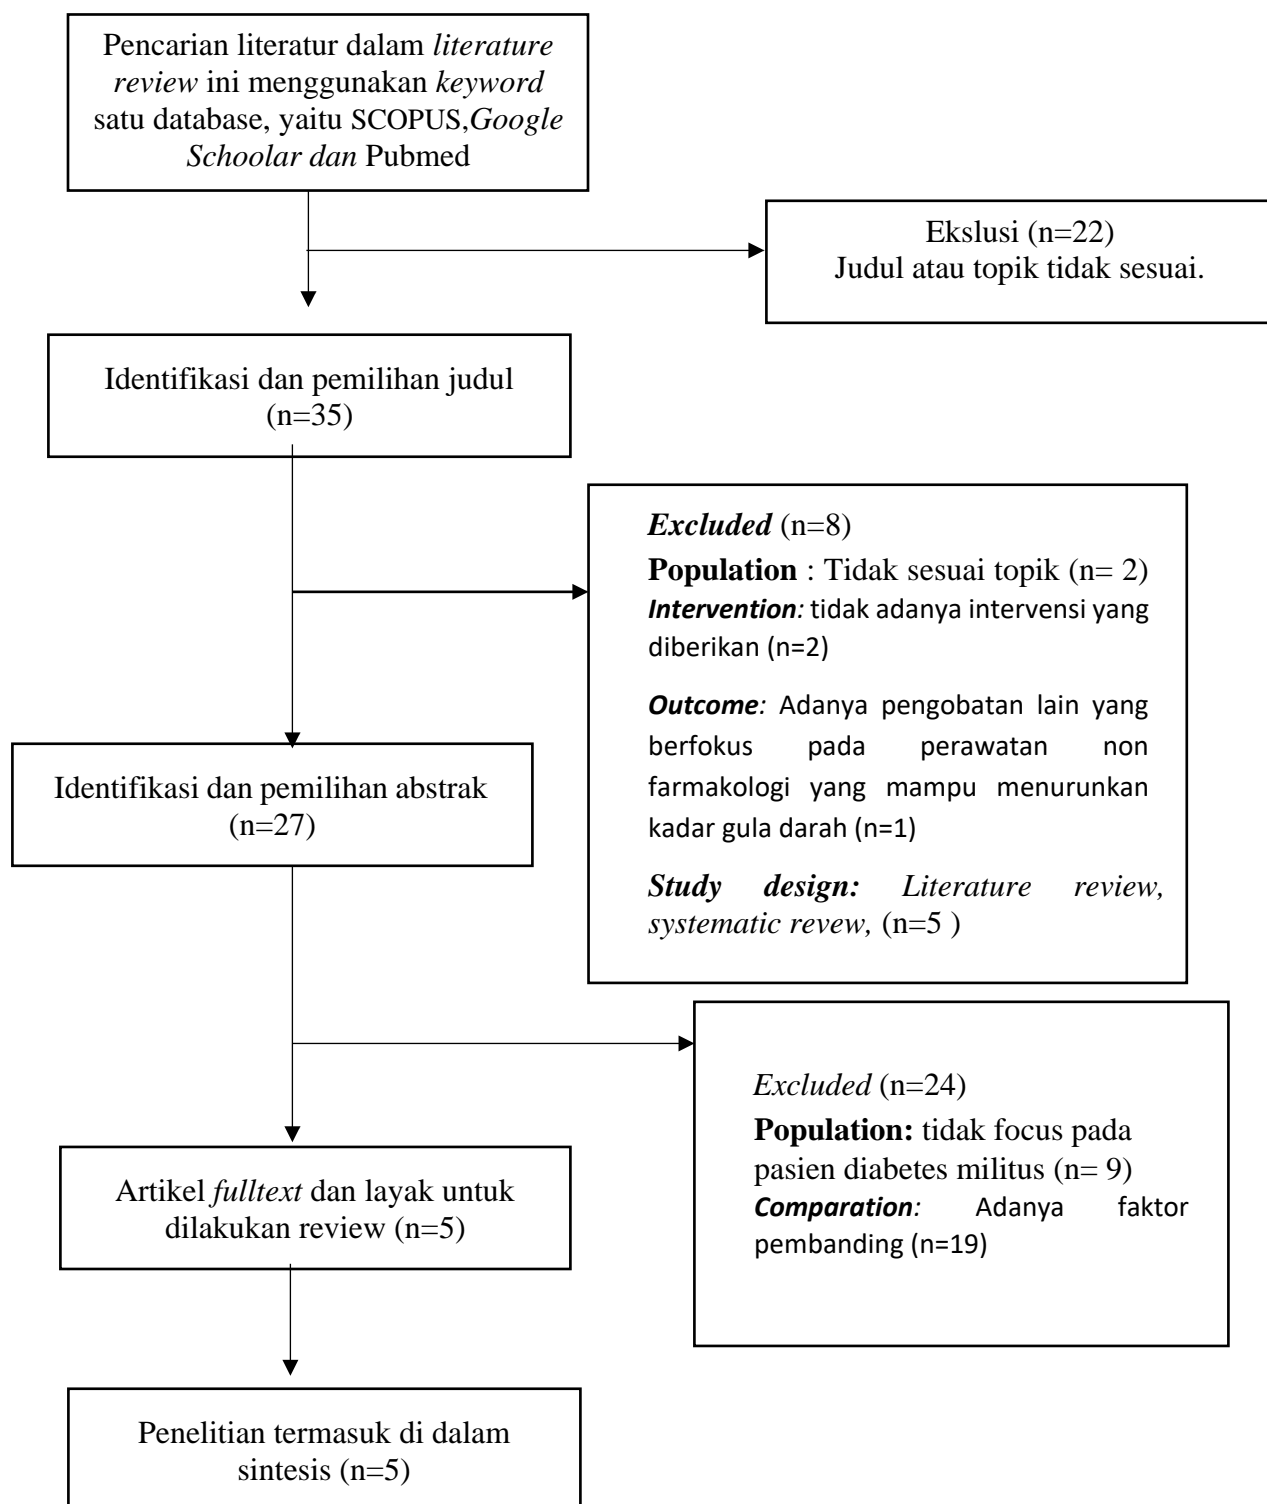 Pencarian literatur dalam literature
review ini menggunakan keyword
satu database, yaitu SCOPUS,Google
Schoolar dan Pubmed
Ekslusi (n=22)
Judul atau topik tidak sesuai.
Identifikasi dan pemilihan judul
(n=35)
Excluded (n=8)
Population : Tidak sesuai topik (n= 2)
Intervention: tidak adanya intervensi yang
diberikan (n=2)
Outcome: Adanya pengobatan lain yang
berfokus pada perawatan non
farmakologi yang mampu menurunkan
kadar gula darah (n=1)
Study design: Literature review,
systematic revew, (n=5 )
Identifikasi dan pemilihan abstrak
(n=27)
Excluded (n=24)
Population: tidak focus pada
pasien diabetes militus (n= 9)
Comparation: Adanya faktor
pembanding (n=19)
Artikel fulltext dan layak untuk
dilakukan review (n=5)
Penelitian termasuk di dalam
sintesis (n=5)